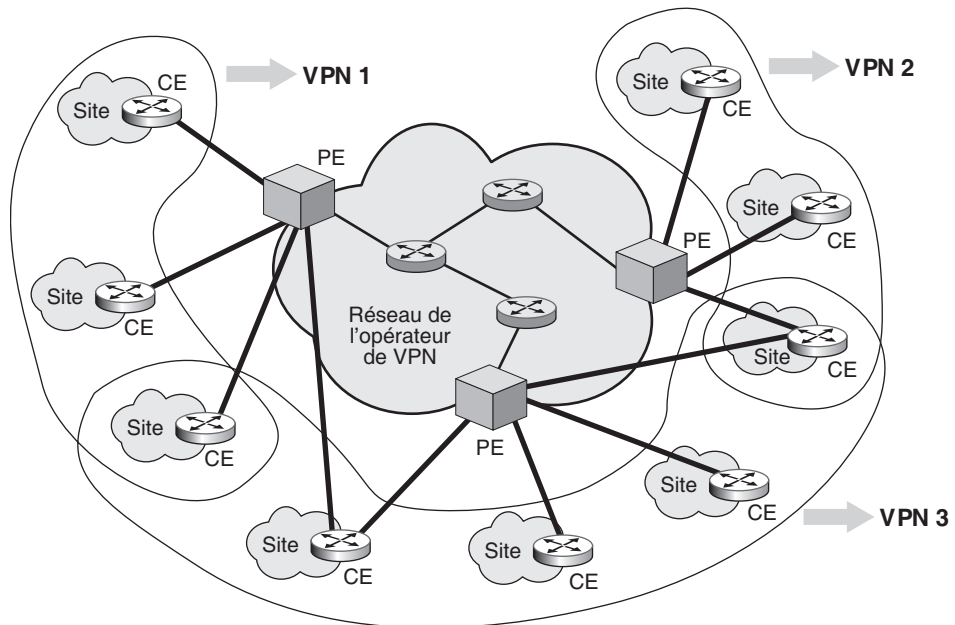 CE
VPN 1
Site
PE
VPN 2
Site
CE
Site
CE
PE
Site
CE
Réseau de
l'opérateur
de VPN
Site
CE
Site
CE
PE
Site
CE
Site
CE
VPN 3
Site
CE
Site
CE